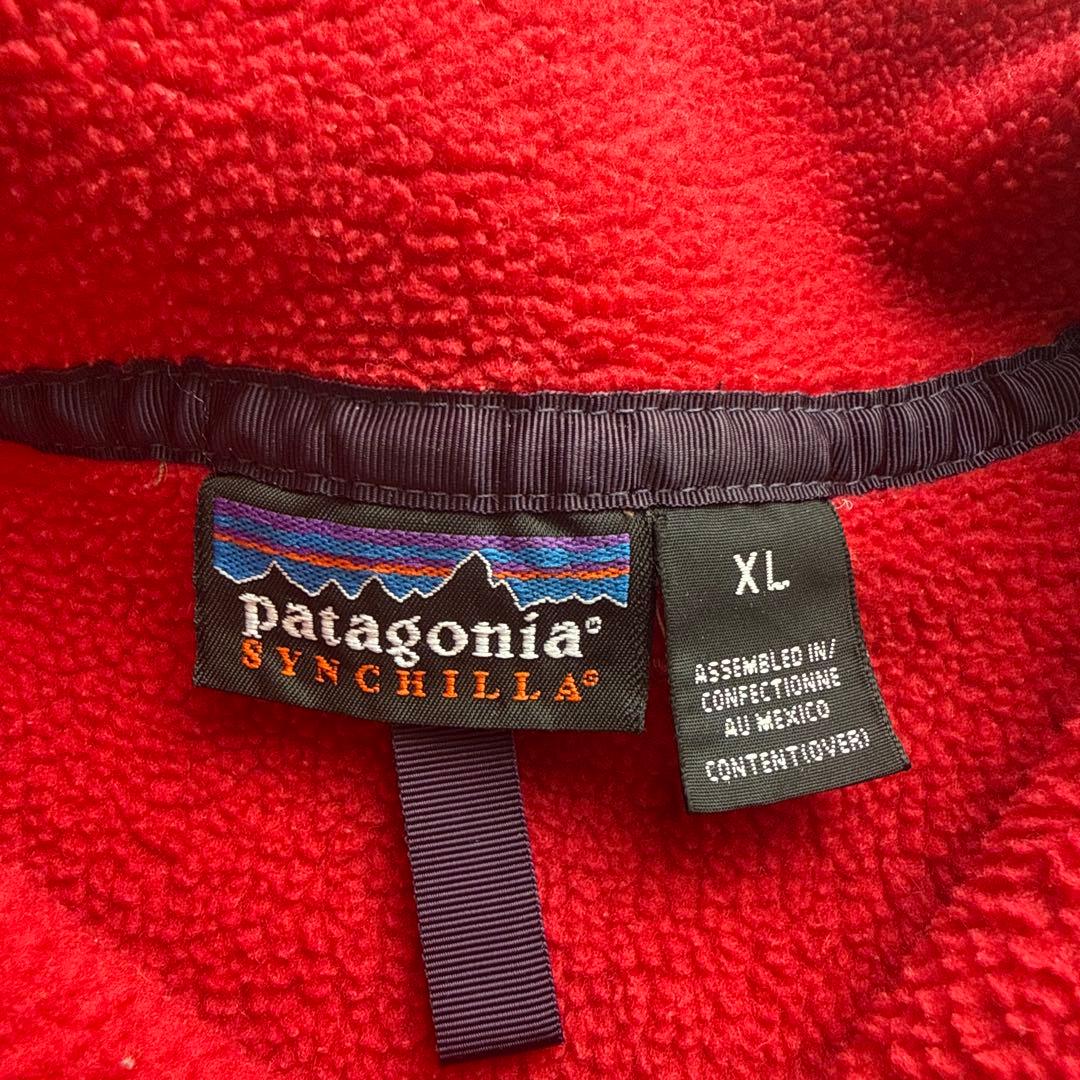 patagonia®
SYNCHILLA®
XL
ASSEMBLED IN/
CONFECTIONNE
AU MEXICO
CONTENT(OVER)